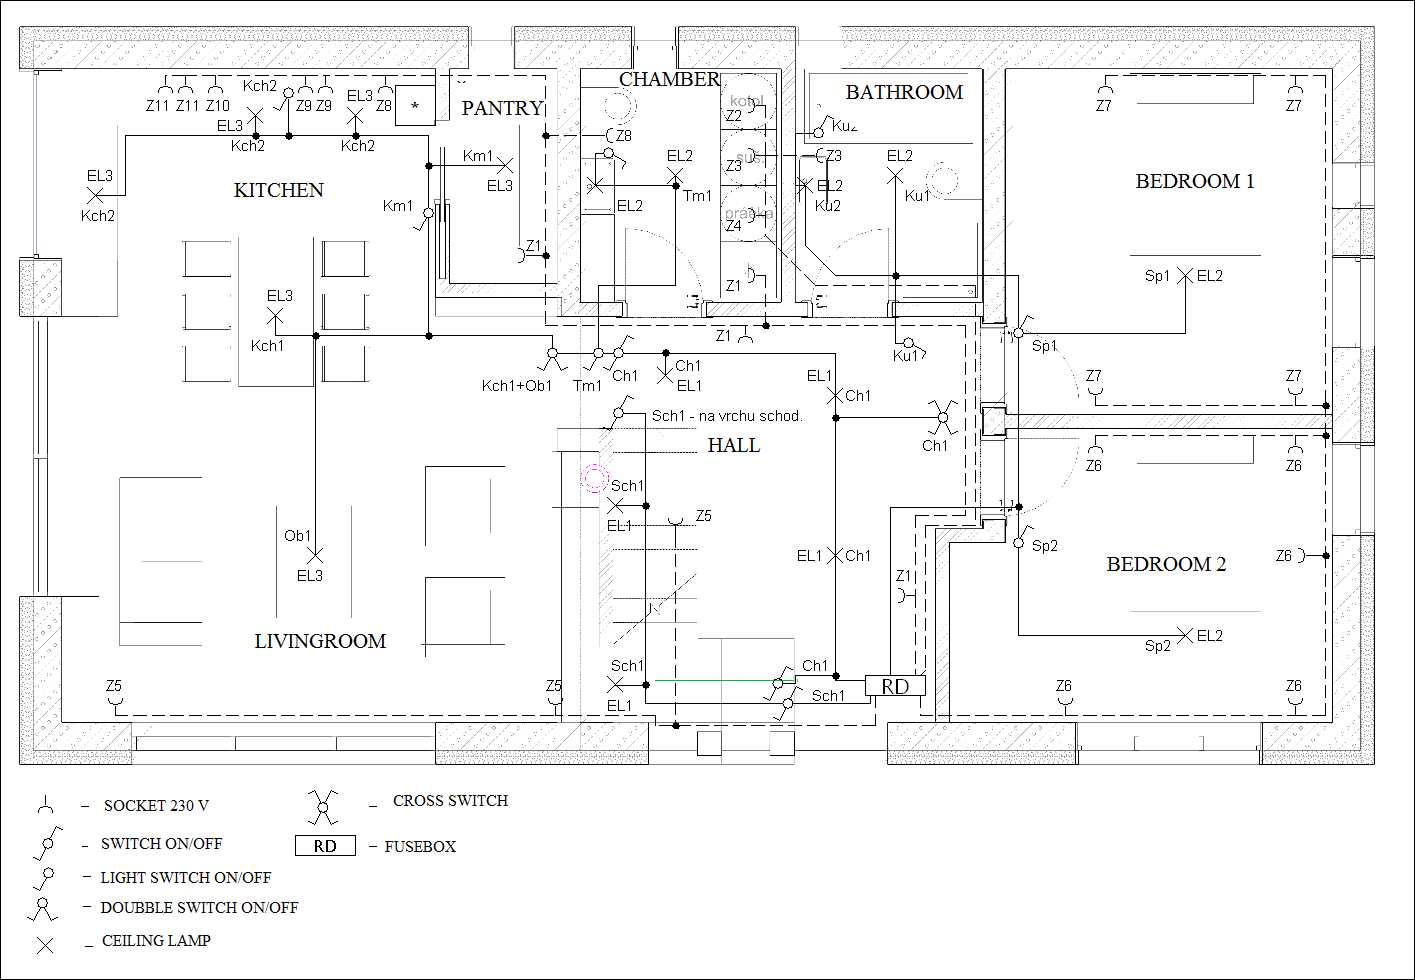 CHAMBER
Kch2
Z11
Z11
Z10
Z9
Z9
EL3
Z8
*
PANTRY
kotol
Z2
BATHROOM
Z7
Z7
EL3
Kch2
Kch2
Z8
Ku2
Km1
EL3
EL2
suš.
Z3
Z3
EL2
EL3
Kch2
KITCHEN
Km1
EL2
Tm1
práčka
Z4
EL2
Ku2
Ku1
BEDROOM 1
Z1
Z1
Sp1
EL2
EL3
Kch1
Z1
Ku1
Sp1
Kch1+Ob1
Tm1
Ch1
Ch1
EL1
EL1
Ch1
Z7
Z7
Sch1 - na vrchu schod.
HALL
Ch1
Z6
Z6
Sch1
EL1
Z5
Ob1
EL3
EL1
Ch1
Sp2
Z6
BEDROOM 2
Z1
LIVINGROOM
Sp2
EL2
Z5
Z5
Sch1
EL1
Ch1
Sch1
RD
Z6
Z6
– SOCKET 230 V
– CROSS SWITCH
- SWITCH ON/OFF
RD – FUSEBOX
– LIGHT SWITCH ON/OFF
– DOUBBLE SWITCH ON/OFF
– CEILING LAMP